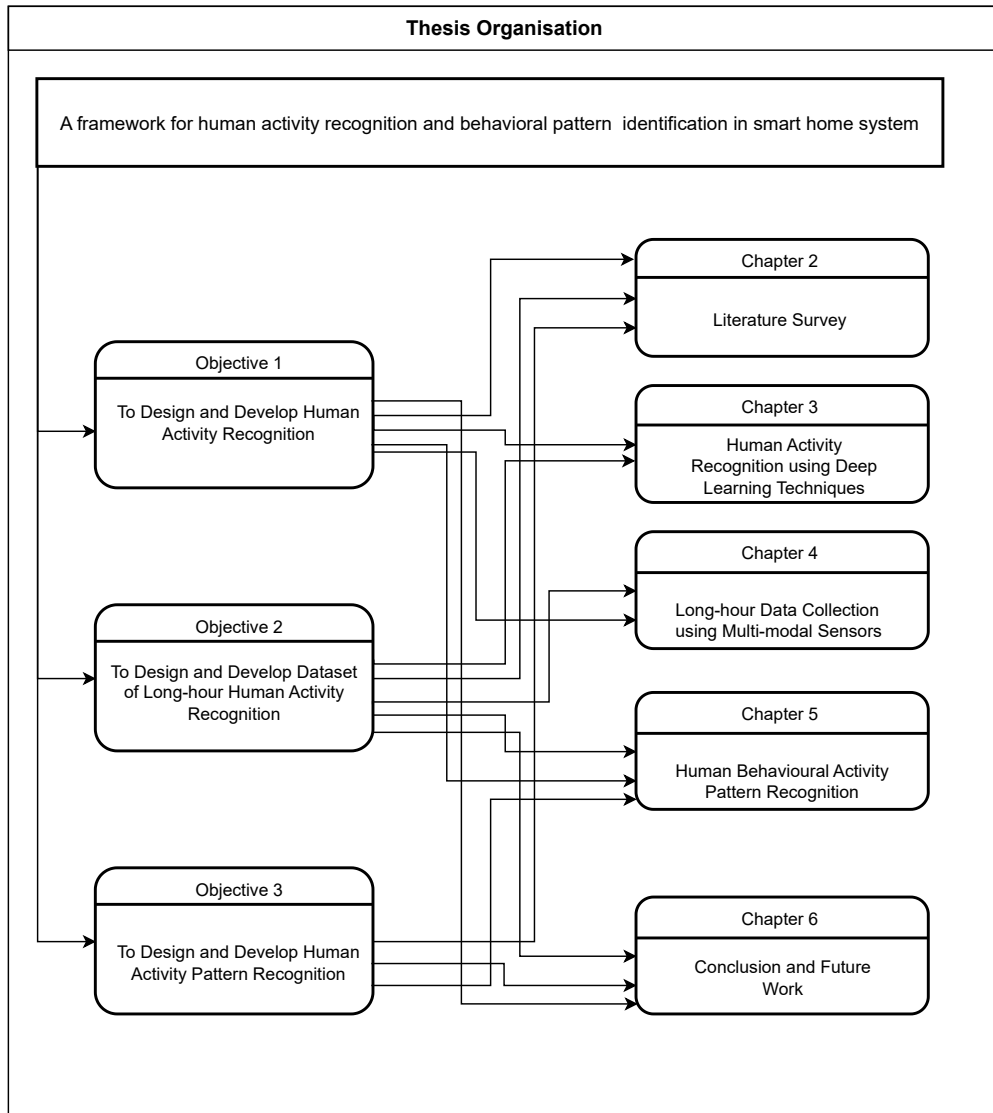 Thesis Organisation
A framework for human activity recognition and behavioral pattern identification in smart home system
Objective 1
To Design and Develop Human
Activity Recognition
Objective 2
To Design and Develop Dataset
of Long-hour Human Activity
Recognition
Objective 3
To Design and Develop Human
Activity Pattern Recognition
Chapter 2
Literature Survey
Chapter 3
Human Activity
Recognition using Deep
Learning Techniques
Chapter 4
Long-hour Data Collection
using Multi-modal Sensors
Chapter 5
Human Behavioural Activity
Pattern Recognition
Chapter 6
Conclusion and Future
Work